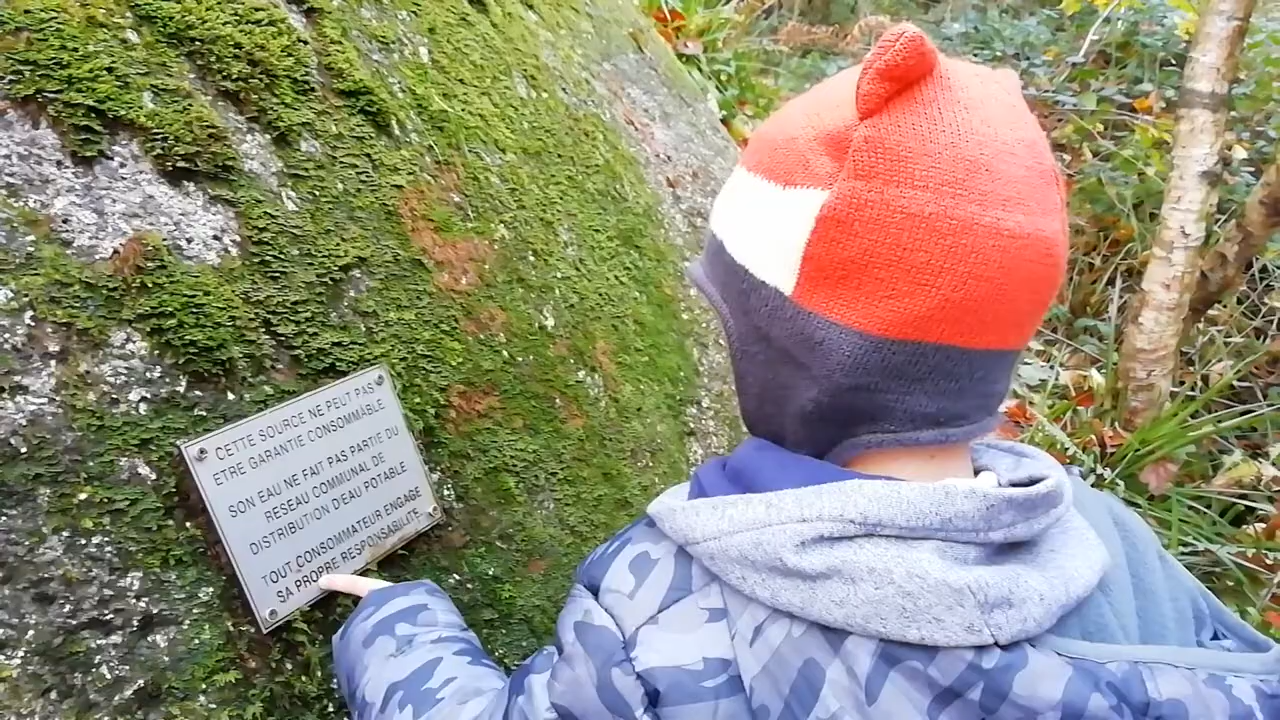 CETTE SOURCE NE PEUT PAS
ETRE GARANTIE CONSOMMABLE
SON EAU NE FAIT PAS PARTIE DU
RESEAU COMMUNAL DE
DISTRIBUTION D'EAU POTABLE
TOUT CONSOMMATEUR ENGAGE
SA PROPRE RESPONSABILITE